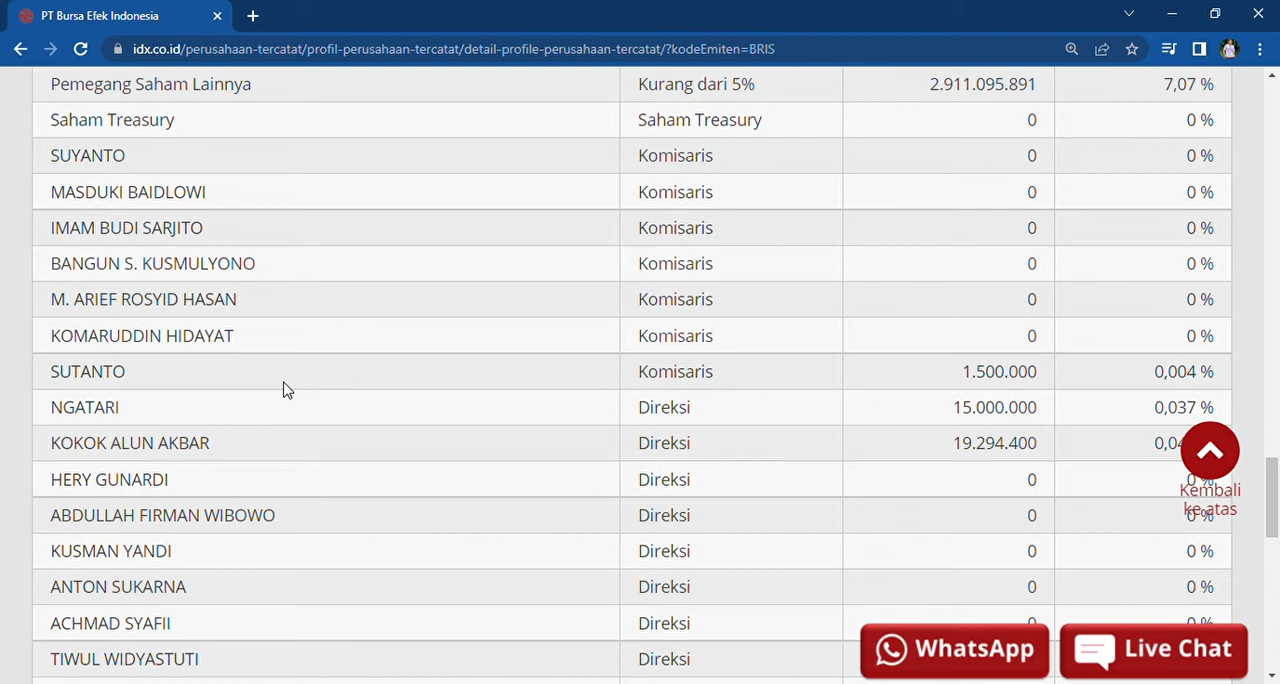 PT Bursa Efek Indonesia
idx.co.id/perusahaan-tercatat/profil-perusahaan-tercatat/detail-profile-perusahaan-tercatat/?kodeEmiten=BRIS
Pemegang Saham Lainnya Kurang dari 5% 2.911.095.891 7,07 %
Saham Treasury Saham Treasury 0 0 %
SUYANTO Komisaris 0 0 %
MASDUKI BAIDLOWI Komisaris 0 0 %
IMAM BUDI SARJITO Komisaris 0 0 %
BANGUN S. KUSMULYONO Komisaris 0 0 %
M. ARIEF ROSYID HASAN Komisaris 0 0 %
KOMARUDDIN HIDAYAT Komisaris 0 0 %
SUTANTO Komisaris 1.500.000 0,004 %
NGATARI Direksi 15.000.000 0,037 %
KOKOK ALUN AKBAR Direksi 19.294.400
HERY GUNARDI Direksi 0 0 %
ABDULLAH FIRMAN WIBOWO Direksi 0 0 %
KUSMAN YANDI Direksi 0 0 %
ANTON SUKARNA Direksi 0 0 %
ACHMAD SYAFII Direksi
TIWUL WIDYASTUTI Direksi
Kembali
ke atas
WhatsApp
Live Chat